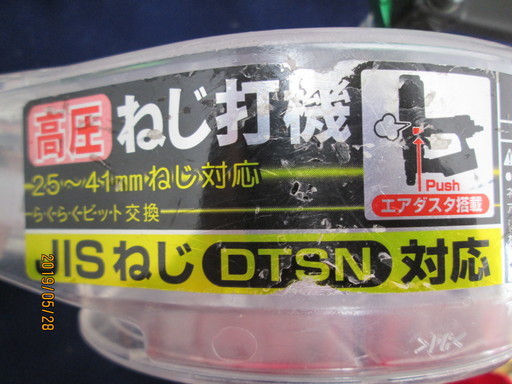 高圧ねじ打機
25～41mmねじ対応
らくらくビット交換
Push
エアダスタ搭載
JISねじ DTSN 対応
2019/05/28